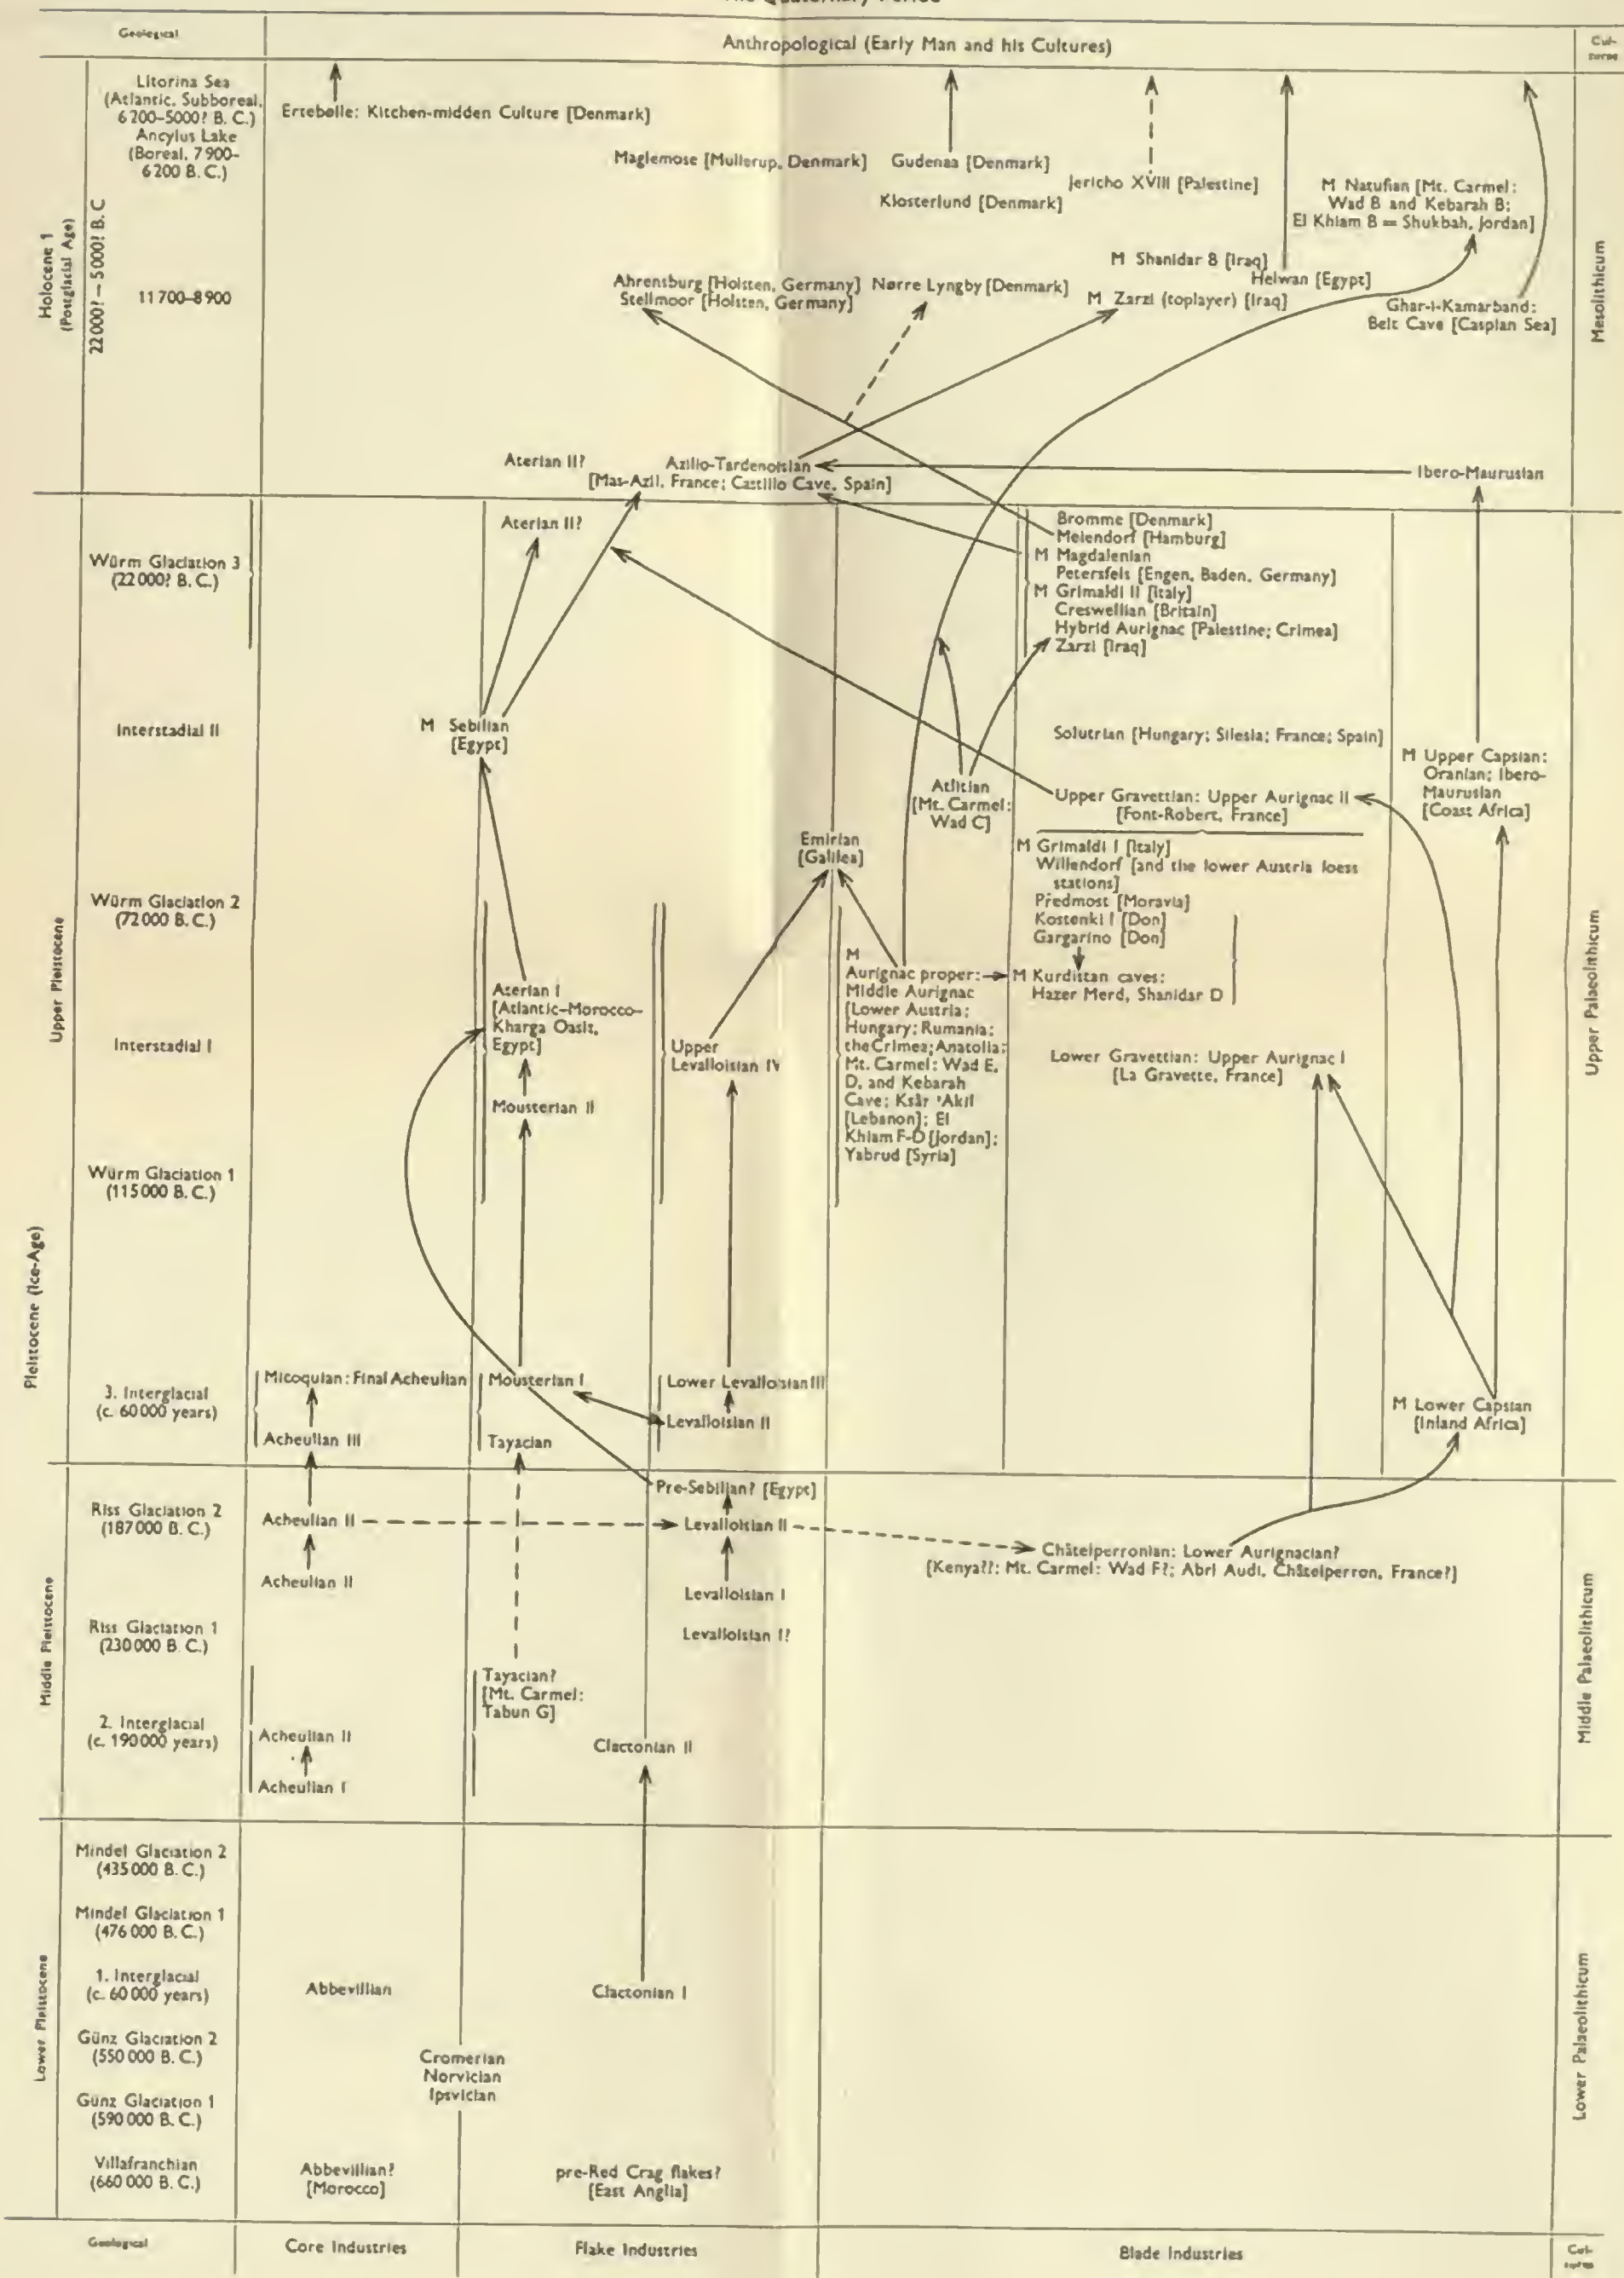 The Quaternary Period
Geological
Anthropological (Early Man and his Cultures)
Cul-
tures
Holocene 1
(Postglacial Age)
22000?–5000? B. C
Litorina Sea
(Atlantic, Subboreal,
6200–5000? B. C.)
Ancylus Lake
(Boreal, 7900–
6200 B. C.)
11700–8900
Ertebølle: Kitchen-midden Culture [Denmark]
Maglemose [Mullerup, Denmark]
Gudenaa [Denmark]
Klosterlund [Denmark]
Jericho XVIII [Palestine]
M Natufian [Mt. Carmel:
Wad B and Kebarah B;
El Khiam B = Shukbah, Jordan]
M Shanidar B [Iraq]
Helwan [Egypt]
Ahrensburg [Holsten, Germany]
Stellmoor [Holsten, Germany]
Nørre Lyngby [Denmark]
M Zarzi (toplayer) [Iraq]
Ghar-i-Kamarband:
Belt Cave [Caspian Sea]
Aterian II?
Azilio-Tardenoisian
[Mas-Azil, France; Castillo Cave, Spain]
Ibero-Maurusian
Mesolithicum
Pleistocene (Ice-Age)
Upper Pleistocene
Würm Glaciation 3
(22000? B. C.)
Aterian II?
Bromme [Denmark]
Meiendorf [Hamburg]
M Magdalenian
Petersfels [Engen, Baden, Germany]
M Grimaldi II [Italy]
Creswellian [Britain]
Hybrid Aurignac [Palestine; Crimea]
Zarzi [Iraq]
Interstadial II
M Sebilian
[Egypt]
Solutrian [Hungary; Silesia; France; Spain]
Atlitian
[Mt. Carmel:
Wad C]
Upper Gravettian: Upper Aurignac II
[Font-Robert, France]
M Upper Capsian:
Oranian; Ibero-
Maurusian
[Coast Africa]
Emirian
[Galilea]
M Grimaldi I [Italy]
Willendorf [and the lower Austria loess
stations]
Předmost [Moravia]
Kostenki I [Don]
Gargarino [Don]
Würm Glaciation 2
(72000 B. C.)
M
Aurignac proper:
Middle Aurignac
[Lower Austria;
Hungary; Rumania;
the Crimea; Anatolia;
Mt. Carmel: Wad E,
D, and Kebarah
Cave; Ksâr 'Akil
[Lebanon]; El
Khiam F-D [Jordan];
Yabrud [Syria]
M Kurdistan caves:
Hazer Merd, Shanidar D
Aterian I
[Atlantic-Morocco-
Kharga Oasis,
Egypt]
Interstadial I
Upper
Levalloisian IV
Lower Gravettian: Upper Aurignac I
[La Gravette, France]
Mousterian II
Würm Glaciation 1
(115000 B. C.)
3. Interglacial
(c. 60000 years)
Micoquian: Final Acheulian
Mousterian I
Lower Levalloisian III
Levalloisian II
M Lower Capsian
[Inland Africa]
Acheulian III
Tayacian
Upper Palaeolithicum
Middle Pleistocene
Pre-Sebilian? [Egypt]
Riss Glaciation 2
(187000 B. C.)
Acheulian II
Levalloisian II
Châtelperronian: Lower Aurignacian?
[Kenya??; Mt. Carmel: Wad F?; Abri Audi, Châtelperron, France?]
Acheulian II
Levalloisian I
Riss Glaciation 1
(230000 B. C.)
Levalloisian I?
Tayacian?
[Mt. Carmel:
Tabun G]
2. Interglacial
(c. 190000 years)
Acheulian II
Clactonian II
Acheulian I
Middle Palaeolithicum
Lower Pleistocene
Mindel Glaciation 2
(435000 B. C.)
Mindel Glaciation 1
(476000 B. C.)
1. Interglacial
(c. 60000 years)
Abbevillian
Clactonian I
Günz Glaciation 2
(550000 B. C.)
Cromerian
Norvician
Ipsvician
Günz Glaciation 1
(590000 B. C.)
Villafranchian
(660000 B. C.)
Abbevillian?
[Morocco]
pre-Red Crag flakes?
[East Anglia]
Lower Palaeolithicum
Geological
Core Industries
Flake Industries
Blade Industries
Cul-
tures